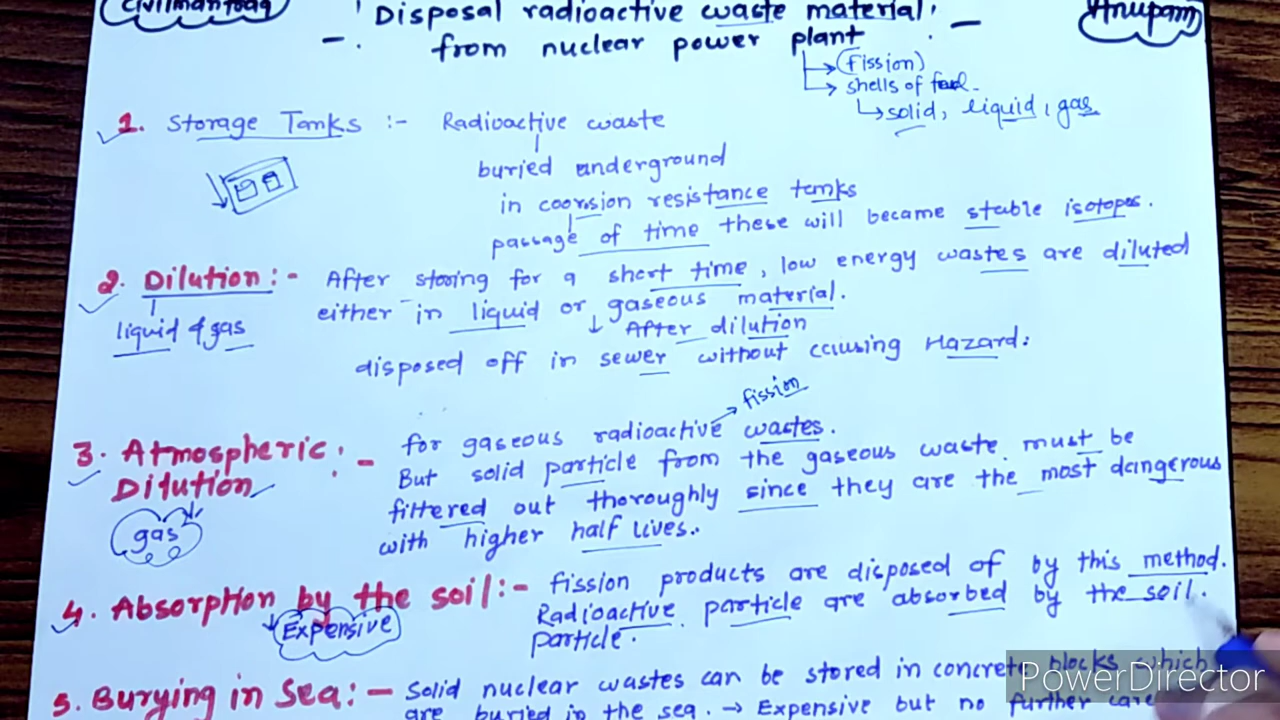 Disposal radioactive waste material
Anupam
from nuclear power plant
(fission)
shells of fuel.
solid, liquid, gas
1. Storage Tanks :- Radioactive waste
buried underground
in coorrsion resistance tanks
passage of time these will became stable isotopes.
2. Dilution :- After storing for a short time, low energy wastes are diluted
either in liquid or gaseous material.
liquid & gas
After dilution
disposed off in sewer without causing Hazard.
fission
3. Atmospheric Dilution :- for gaseous radioactive wastes.
But solid particle from the gaseous waste must be
filtered out thoroughly since they are the most dangerous
gas
with higher half lives.
4. Absorption by the soil :- fission products are disposed of by this method.
Radioactive particle are absorbed by the soil.
Expensive
particle.
5. Burying in Sea :- Solid nuclear wastes can be stored in concrete blocks which
are buried in the sea. → Expensive but no further care
PowerDirector